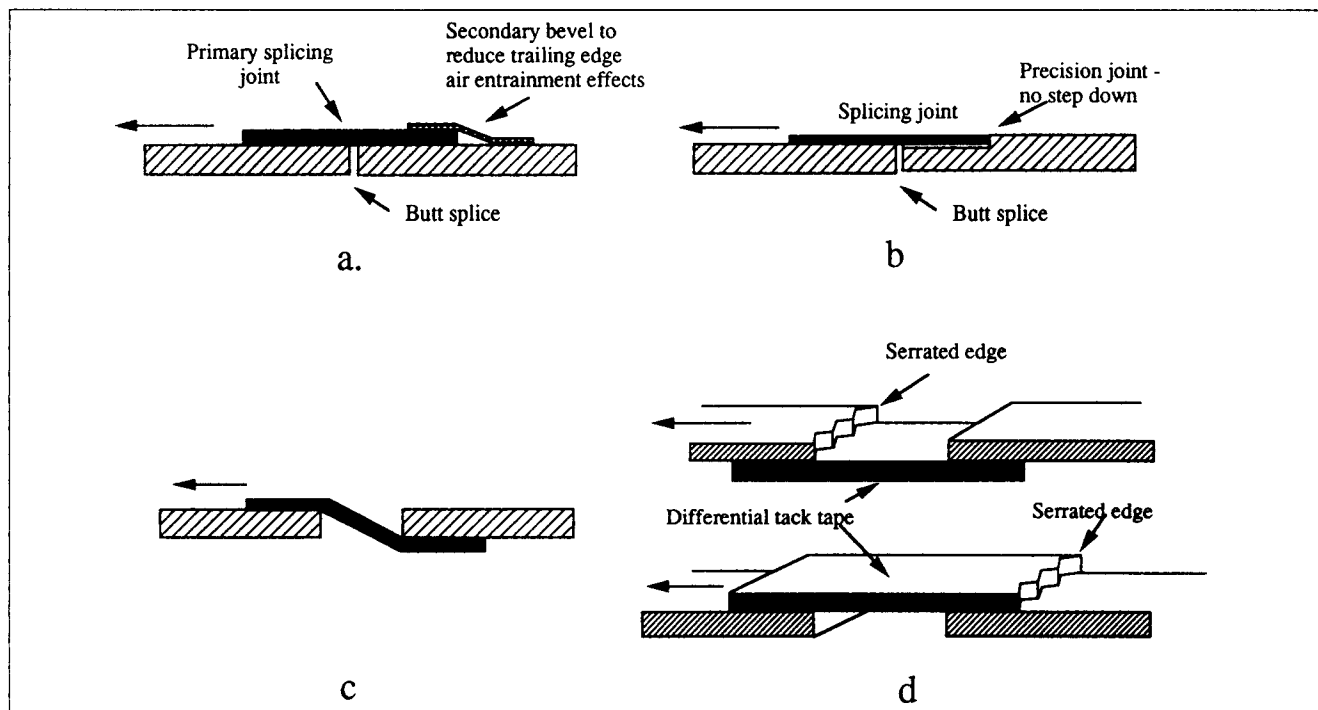 Primary splicing
joint
Secondary bevel to
reduce trailing edge
air entrainment effects
Butt splice
a.
Splicing joint
Precision joint -
no step down
Butt splice
b
c
Serrated edge
Differential tack tape
Serrated edge
d